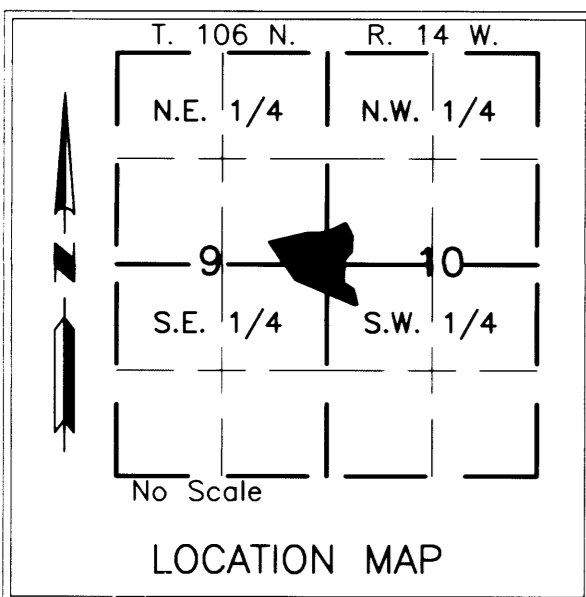 T. 106 N. R. 14 W.
N.E. 1/4 N.W. 1/4
N
9 10
S.E. 1/4 S.W. 1/4
No Scale
LOCATION MAP